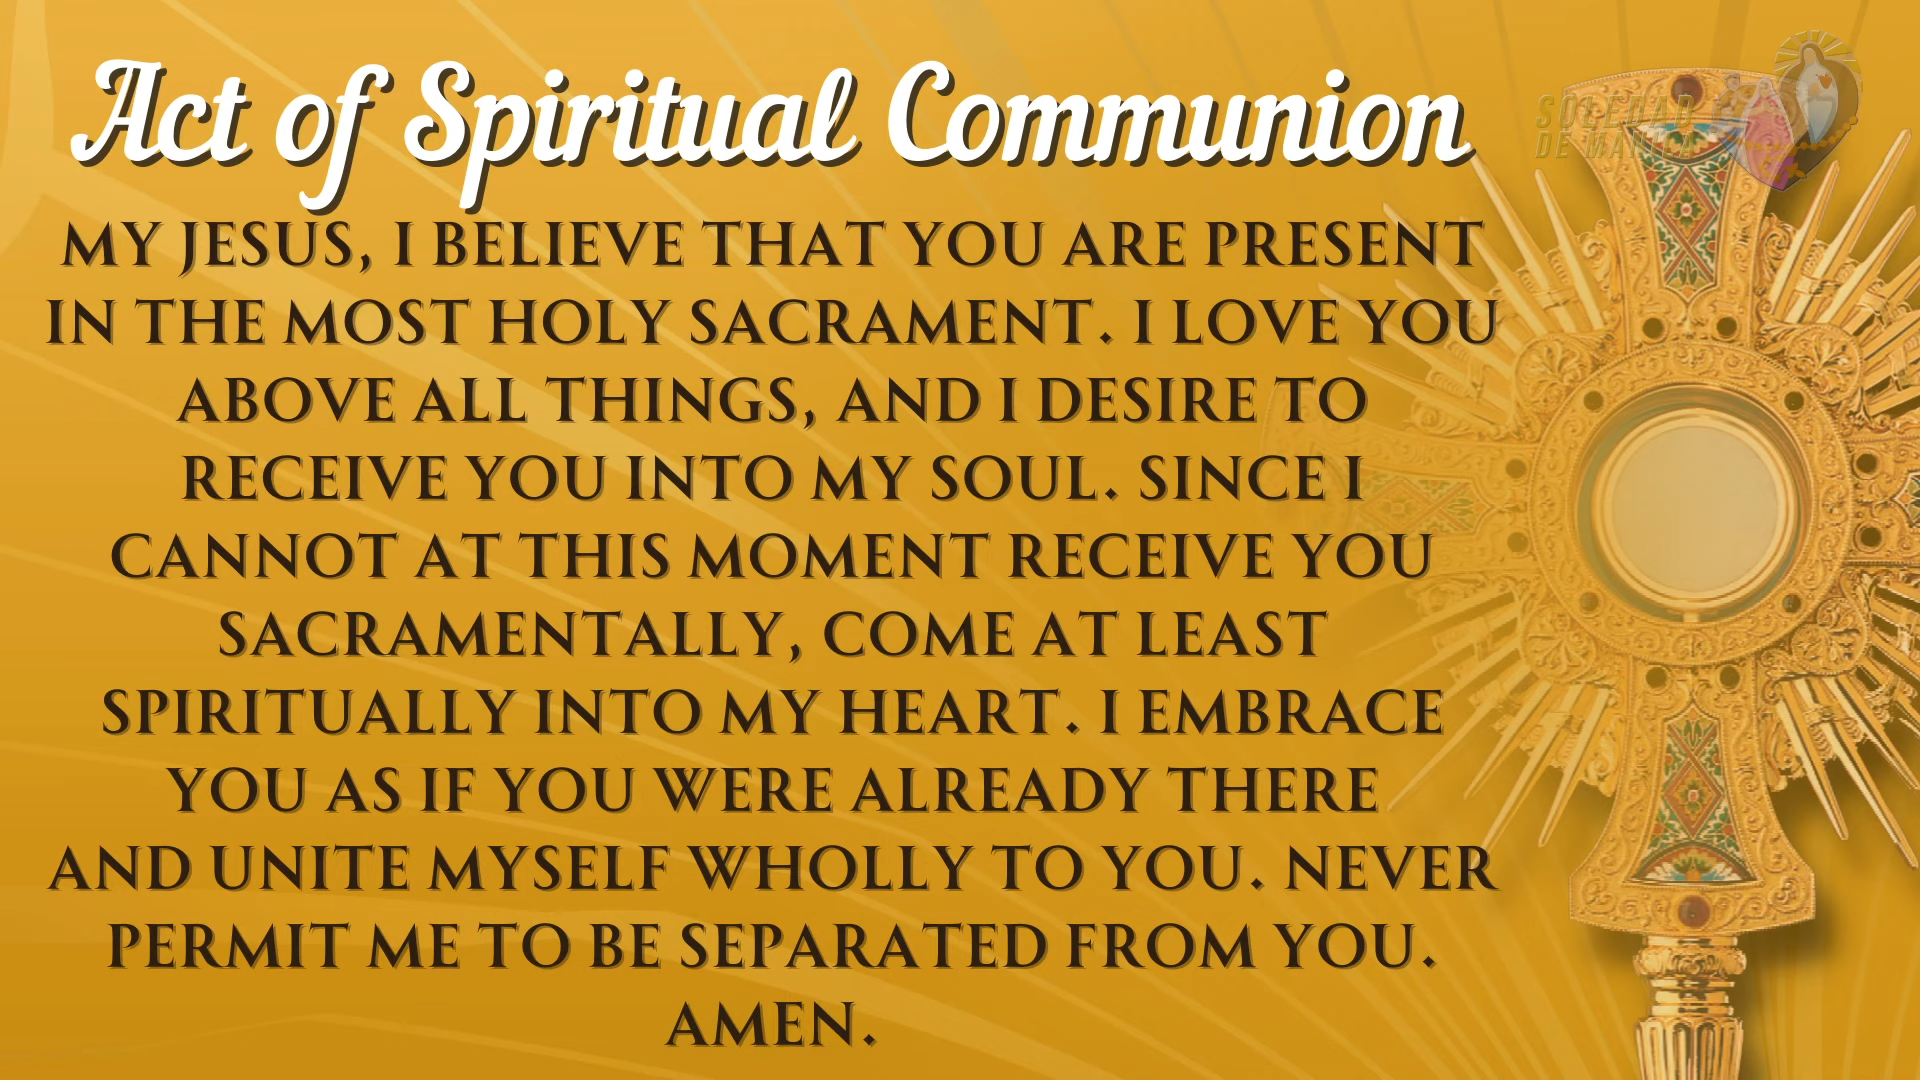 Act of Spiritual Communion
SOLEDAD
DE MANILA
MY JESUS, I BELIEVE THAT YOU ARE PRESENT
IN THE MOST HOLY SACRAMENT. I LOVE YOU
ABOVE ALL THINGS, AND I DESIRE TO
RECEIVE YOU INTO MY SOUL. SINCE I
CANNOT AT THIS MOMENT RECEIVE YOU
SACRAMENTALLY, COME AT LEAST
SPIRITUALLY INTO MY HEART. I EMBRACE
YOU AS IF YOU WERE ALREADY THERE
AND UNITE MYSELF WHOLLY TO YOU. NEVER
PERMIT ME TO BE SEPARATED FROM YOU.
AMEN.